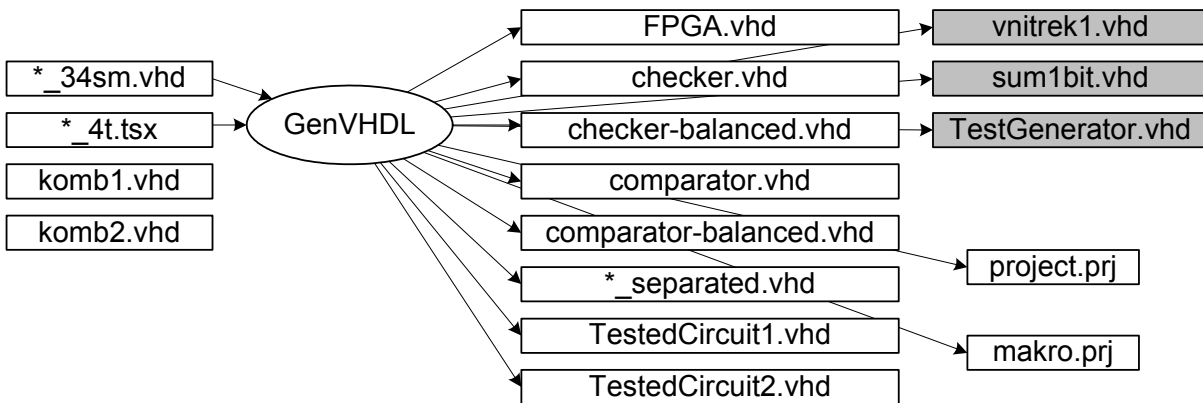 *_34sm.vhd
*_4t.tsx
komb1.vhd
komb2.vhd
GenVHDL
FPGA.vhd
checker.vhd
checker-balanced.vhd
comparator.vhd
comparator-balanced.vhd
*_separated.vhd
TestedCircuit1.vhd
TestedCircuit2.vhd
vnitrek1.vhd
sum1bit.vhd
TestGenerator.vhd
project.prj
makro.prj